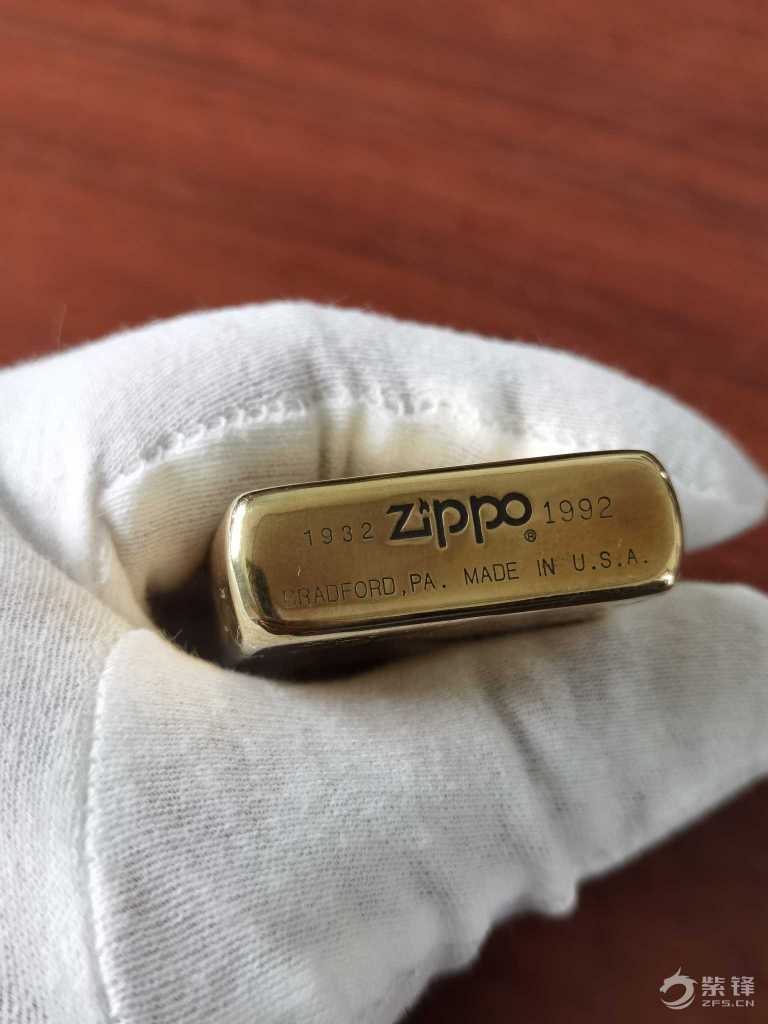 1932 Zippo ® 1992
BRADFORD, PA. MADE IN U.S.A.
紫锋
ZFS.CN